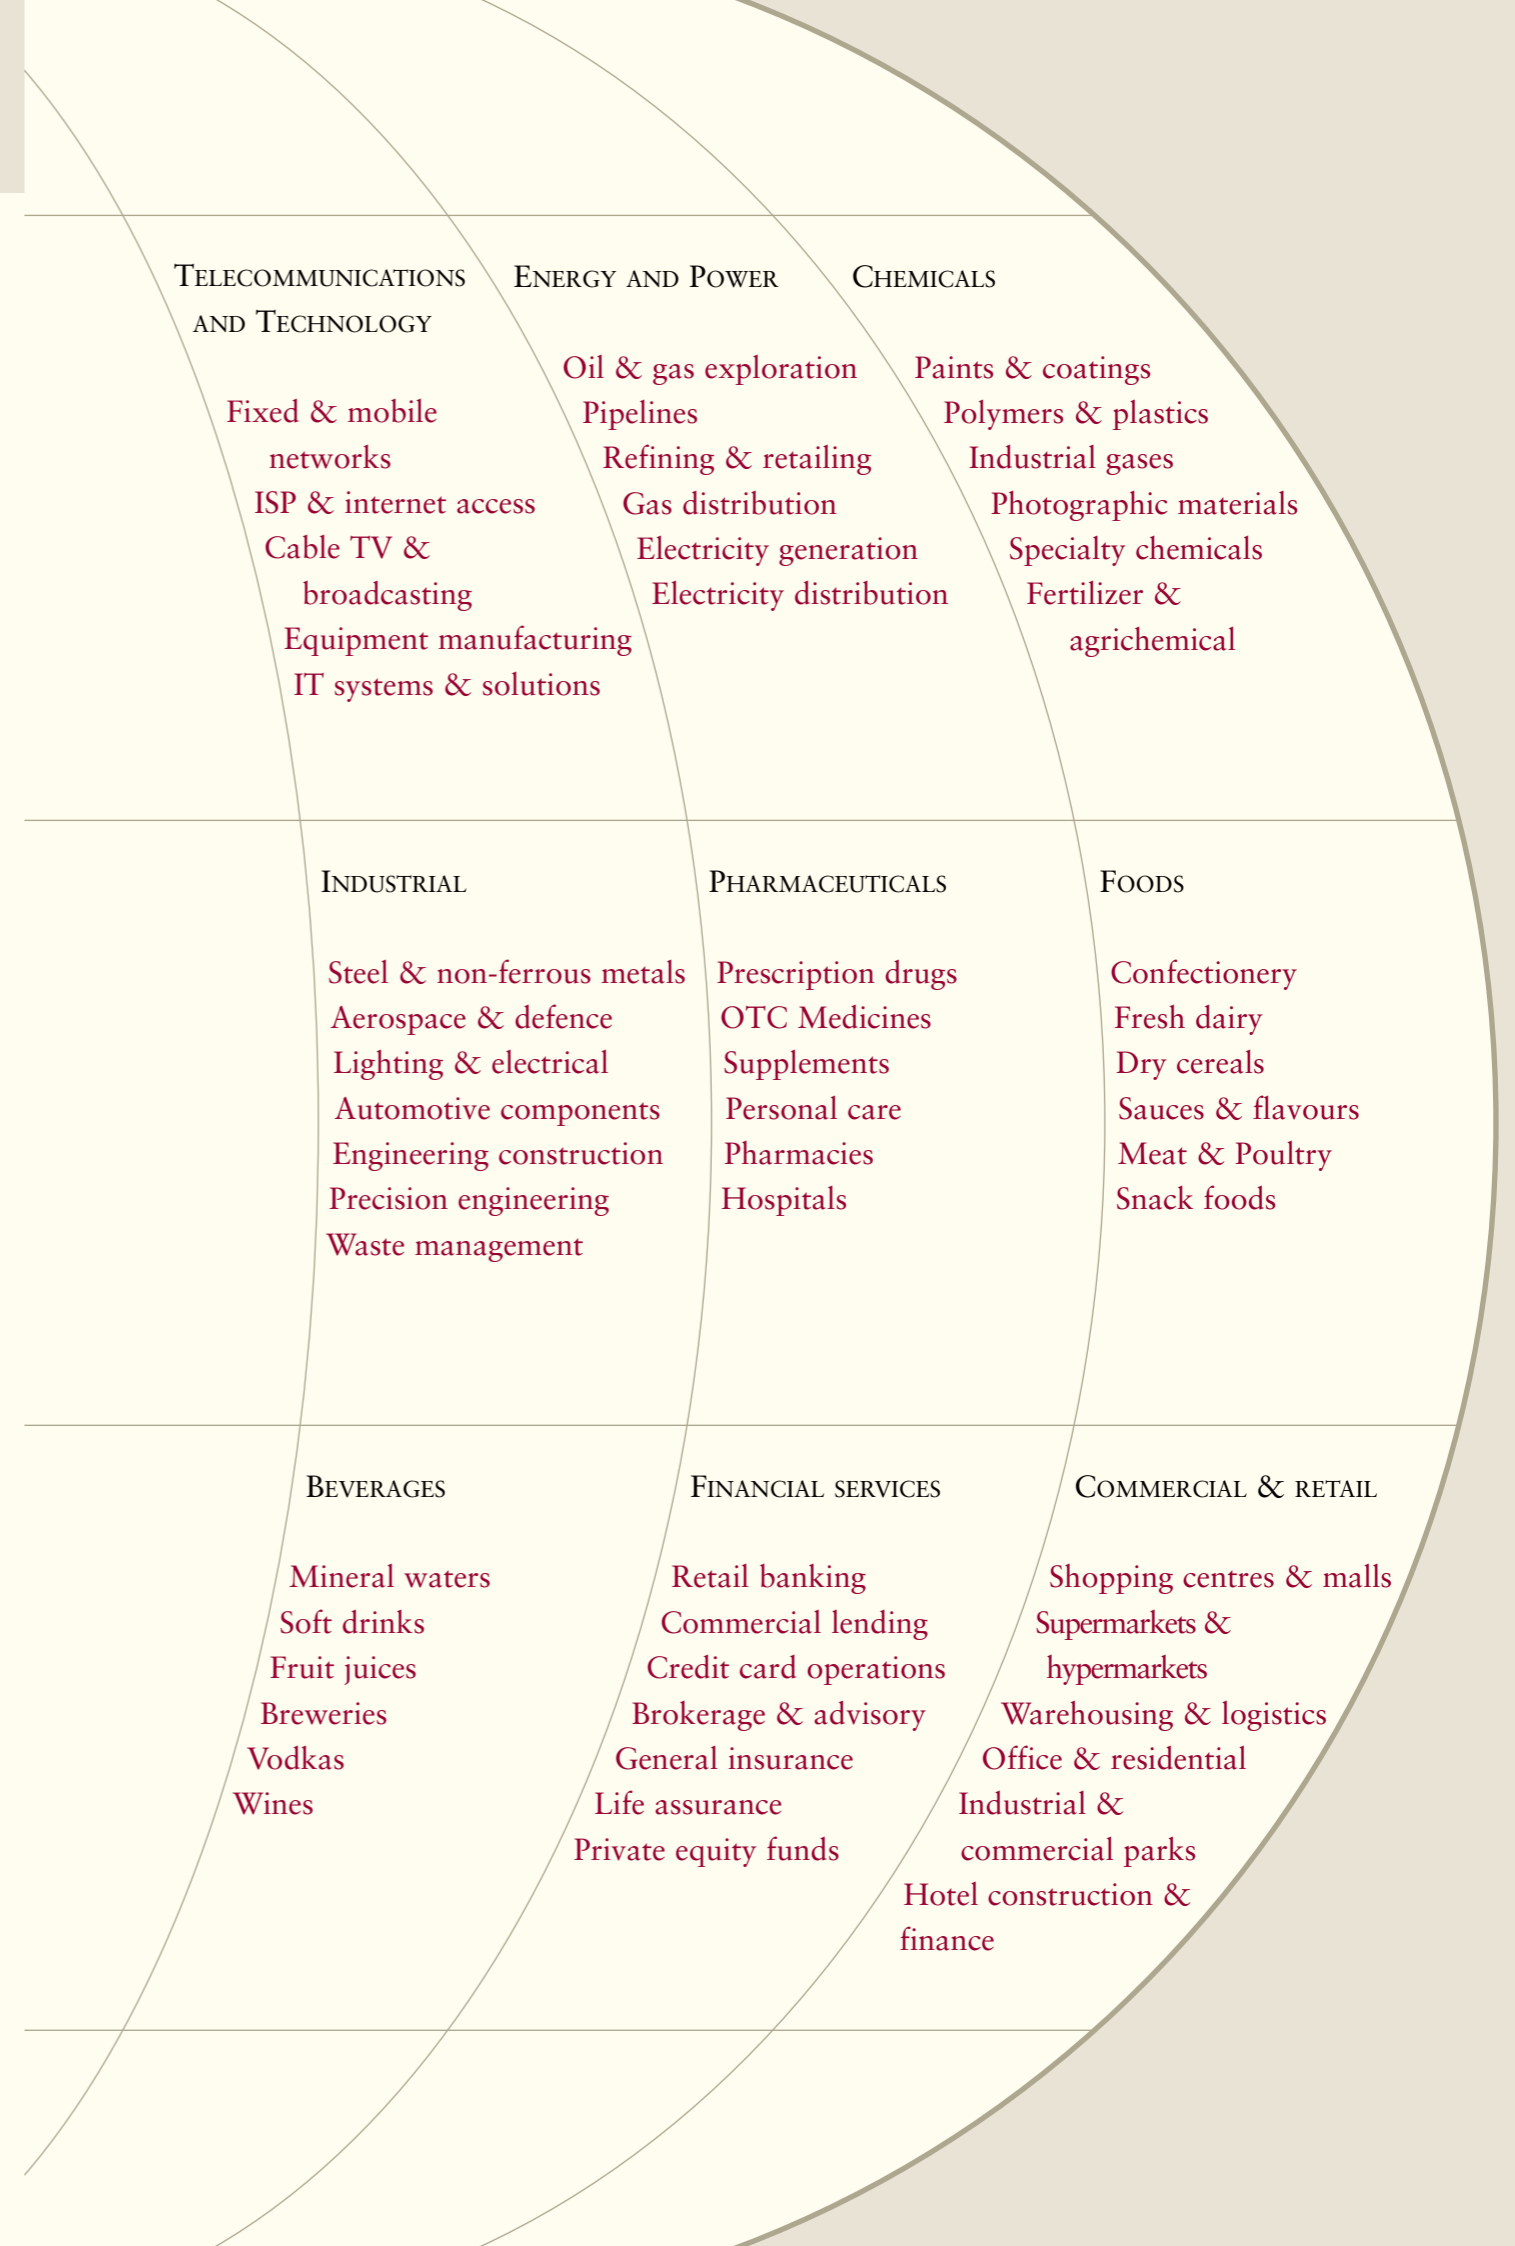 Telecommunications
and Technology
Fixed & mobile
networks
ISP & internet access
Cable TV &
broadcasting
Equipment manufacturing
IT systems & solutions
Energy and Power
Oil & gas exploration
Pipelines
Refining & retailing
Gas distribution
Electricity generation
Electricity distribution
Chemicals
Paints & coatings
Polymers & plastics
Industrial gases
Photographic materials
Specialty chemicals
Fertilizer &
agrichemical
Industrial
Steel & non-ferrous metals
Aerospace & defence
Lighting & electrical
Automotive components
Engineering construction
Precision engineering
Waste management
Pharmaceuticals
Prescription drugs
OTC Medicines
Supplements
Personal care
Pharmacies
Hospitals
Foods
Confectionery
Fresh dairy
Dry cereals
Sauces & flavours
Meat & Poultry
Snack foods
Beverages
Mineral waters
Soft drinks
Fruit juices
Breweries
Vodkas
Wines
Financial services
Retail banking
Commercial lending
Credit card operations
Brokerage & advisory
General insurance
Life assurance
Private equity funds
Commercial & retail
Shopping centres & malls
Supermarkets &
hypermarkets
Warehousing & logistics
Office & residential
Industrial &
commercial parks
Hotel construction &
finance